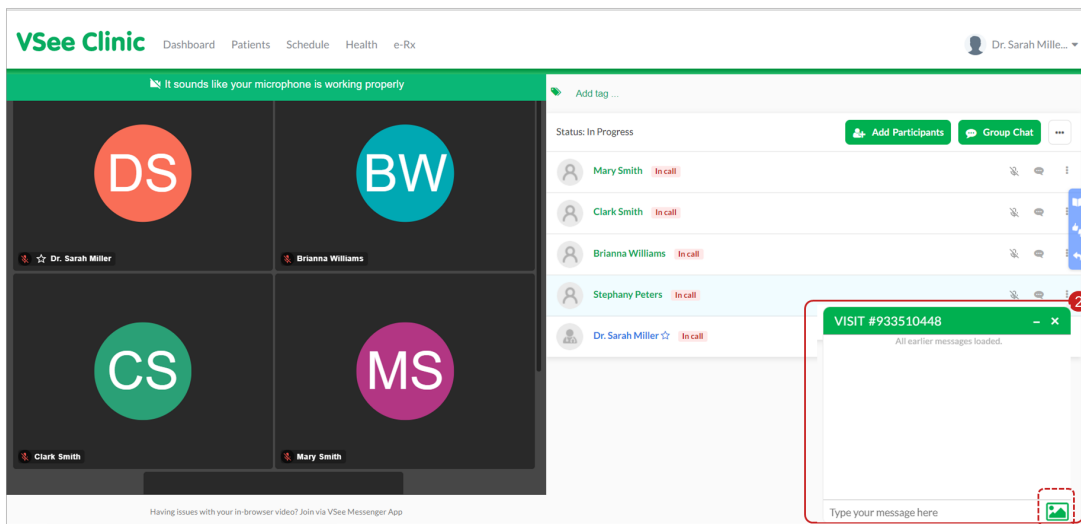 VSee Clinic Dashboard Patients Schedule Health e-Rx Dr. Sarah Mille...
It sounds like your microphone is working properly
DS
Dr. Sarah Miller
BW
Brianna Williams
CS
Clark Smith
MS
Mary Smith
Having issues with your in-browser video? Join via VSee Messenger App
Add tag ...
Status: In Progress Add Participants Group Chat
Mary Smith In call
Clark Smith In call
Brianna Williams In call
Stephany Peters In call
Dr. Sarah Miller In call
2
VISIT #933510448
All earlier messages loaded.
Type your message here